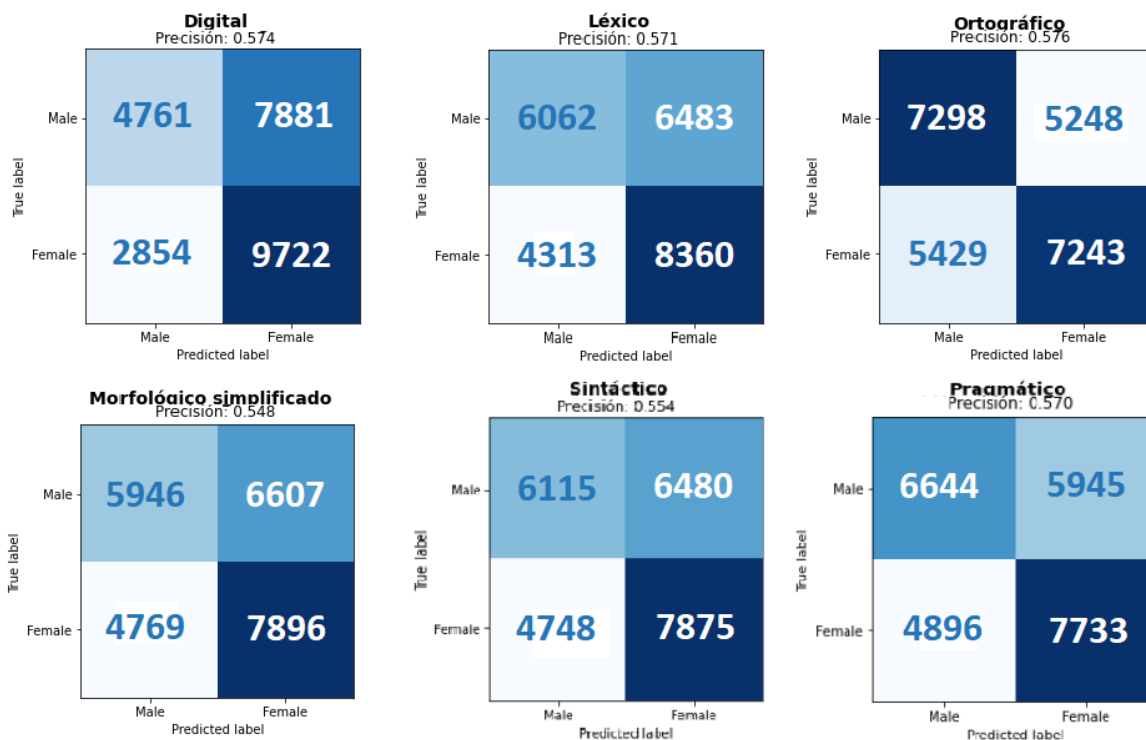 Digital
Precisión: 0.574
Male
4761 7881
Female
2854 9722
True label
Male Female
Predicted label
Léxico
Precisión: 0.571
Male
6062 6483
Female
4313 8360
True label
Male Female
Predicted label
Ortográfico
Precisión: 0.576
Male
7298 5248
Female
5429 7243
True label
Male Female
Predicted label
Morfológico simplificado
Precisión: 0.548
Male
5946 6607
Female
4769 7896
True label
Male Female
Predicted label
Sintáctico
Precisión: 0.554
Male
6115 6480
Female
4748 7875
True label
Male Female
Predicted label
Pragmático
Precisión: 0.570
Male
6644 5945
Female
4896 7733
True label
Male Female
Predicted label